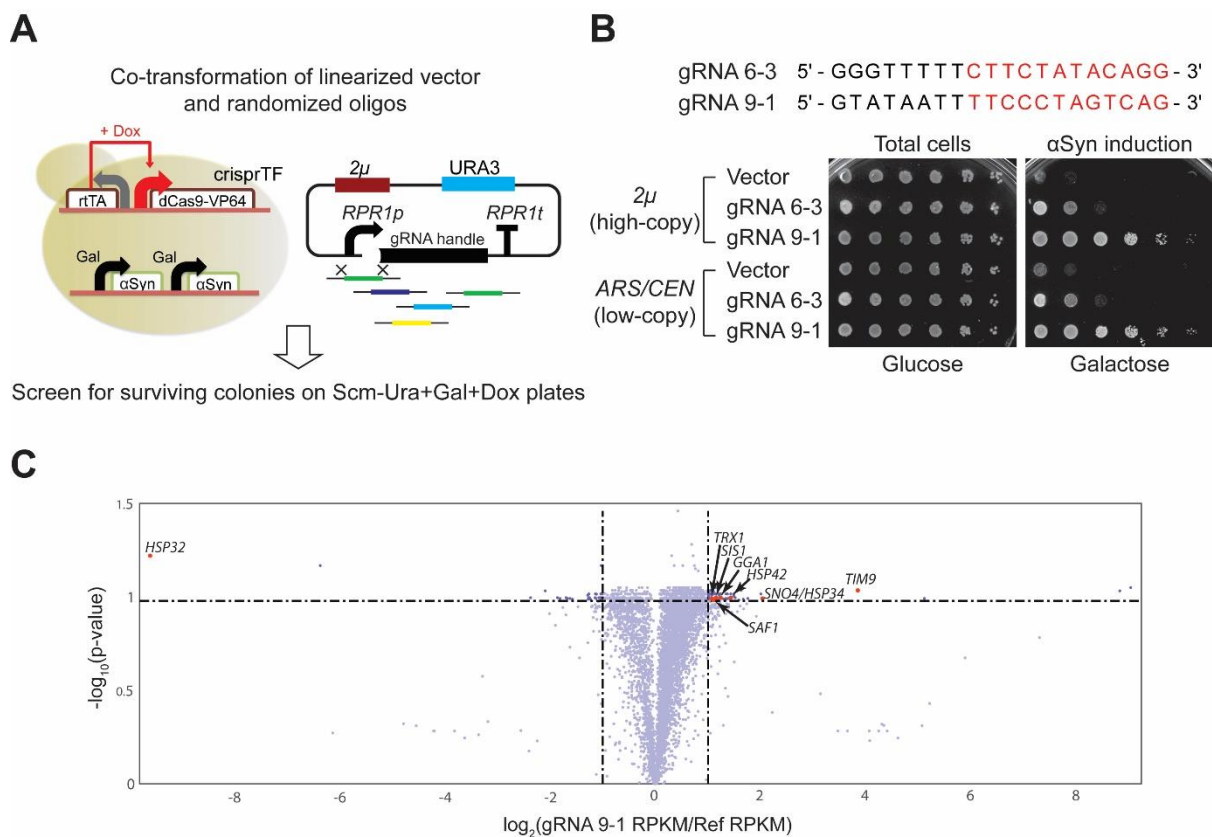 A
Co-transformation of linearized vector
and randomized oligos
+ Dox
crisprTF
rtTA
dCas9-VP64
Gal
Gal
αSyn
αSyn
2μ
URA3
RPR1p
RPR1t
gRNA handle
Screen for surviving colonies on Scm-Ura+Gal+Dox plates
B
gRNA 6-3 5' - GGGTTTTTCTTCTATACAGG - 3'
gRNA 9-1 5' - GTATAATTTTCCCTAGTCAG - 3'
Total cells
αSyn induction
2μ
(high-copy)
Vector
gRNA 6-3
gRNA 9-1
ARS/CEN
(low-copy)
Vector
gRNA 6-3
gRNA 9-1
Glucose
Galactose
C
1.5
1
0.5
0
-log10(p-value)
HSP32
TRX1
SIS1
GGA1
HSP42
SNO4/HSP34
TIM9
SAF1
-8
-6
-4
-2
0
2
4
6
8
log2(gRNA 9-1 RPKM/Ref RPKM)